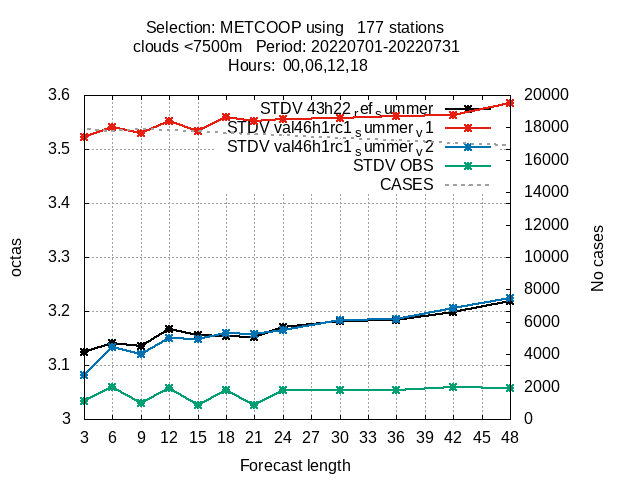 Selection: METCOOP using   177 stations
clouds <7500m   Period: 20220701-20220731
Hours:  00,06,12,18
3.6
3.5
3.4
3.3
3.2
3.1
3
octas
20000
18000
16000
14000
12000
10000
8000
6000
4000
2000
0
No cases
STDV 43h22_ref_summer
STDV val46h1rc1_summer_v1
STDV val46h1rc1_summer_v2
STDV OBS
CASES
3 6 9 12 15 18 21 24 27 30 33 36 39 42 45 48
Forecast length